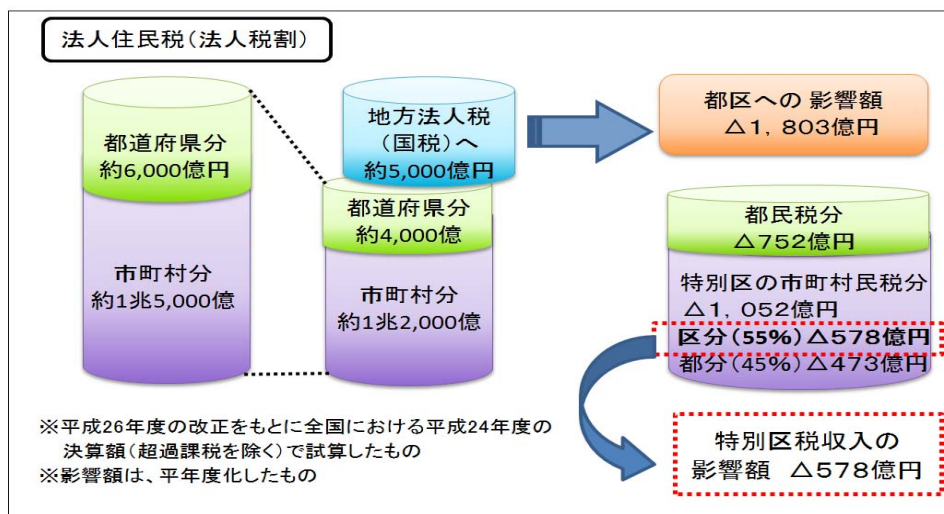 法人住民税(法人税割)
都道府県分
約6,000億円
市町村分
約1兆5,000億
地方法人税
(国税)へ
約5,000億円
都道府県分
約4,000億
市町村分
約1兆2,000億
都区への 影響額
△1,803億円
都民税分
△752億円
特別区の市町村民税分
△1,052億円
区分(55%)△578億円
都分(45%)△473億円
特別区税収入の
影響額 △578億円
※平成26年度の改正をもとに全国における平成24年度の
決算額(超過課税を除く)で試算したもの
※影響額は、平年度化したもの